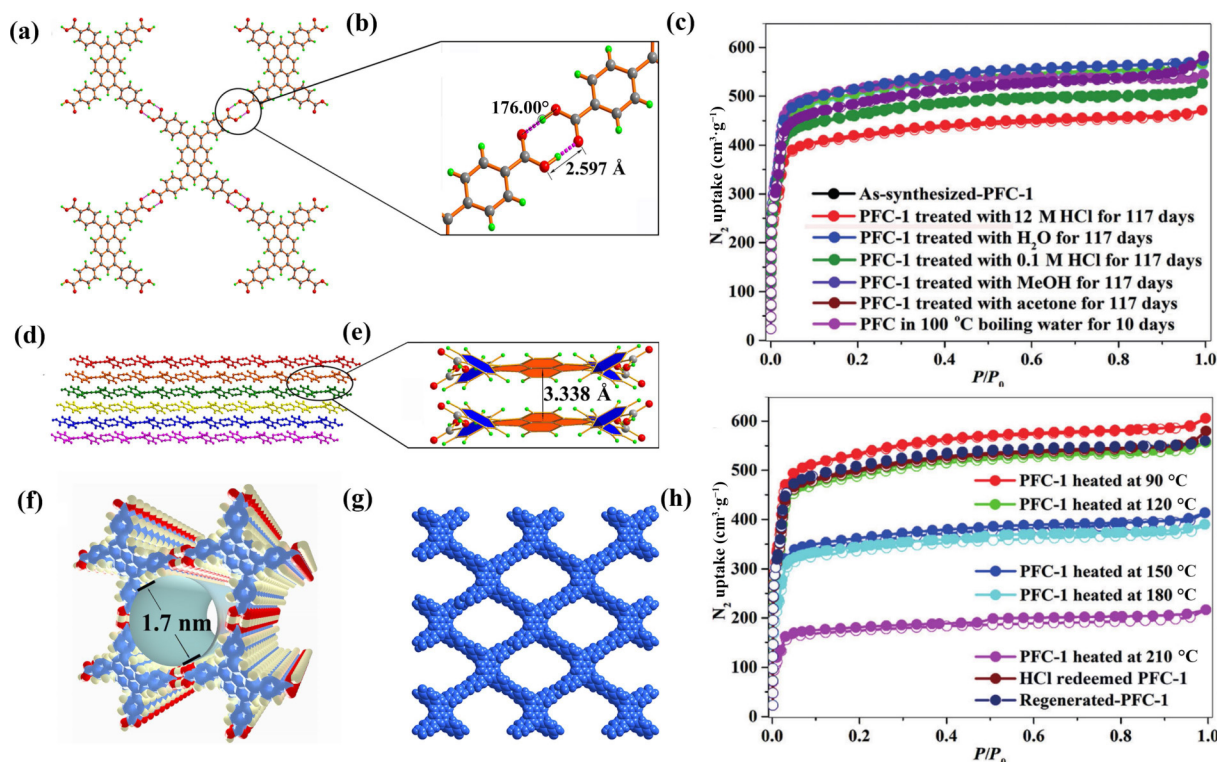 (a)
(b)
176.00°
2.597 Å
(c)
N₂ uptake (cm³·g⁻¹)
600
500
400
300
200
100
0
As-synthesized-PFC-1
PFC-1 treated with 12 M HCl for 117 days
PFC-1 treated with H₂O for 117 days
PFC-1 treated with 0.1 M HCl for 117 days
PFC-1 treated with MeOH for 117 days
PFC-1 treated with acetone for 117 days
PFC in 100 °C boiling water for 10 days
0.0 0.2 0.4 0.6 0.8 1.0
P/P₀
(d)
(e)
3.338 Å
(f)
1.7 nm
(g)
(h)
N₂ uptake (cm³·g⁻¹)
600
500
400
300
200
100
0
PFC-1 heated at 90 °C
PFC-1 heated at 120 °C
PFC-1 heated at 150 °C
PFC-1 heated at 180 °C
PFC-1 heated at 210 °C
HCl redeemed PFC-1
Regenerated-PFC-1
0.0 0.2 0.4 0.6 0.8 1.0
P/P₀